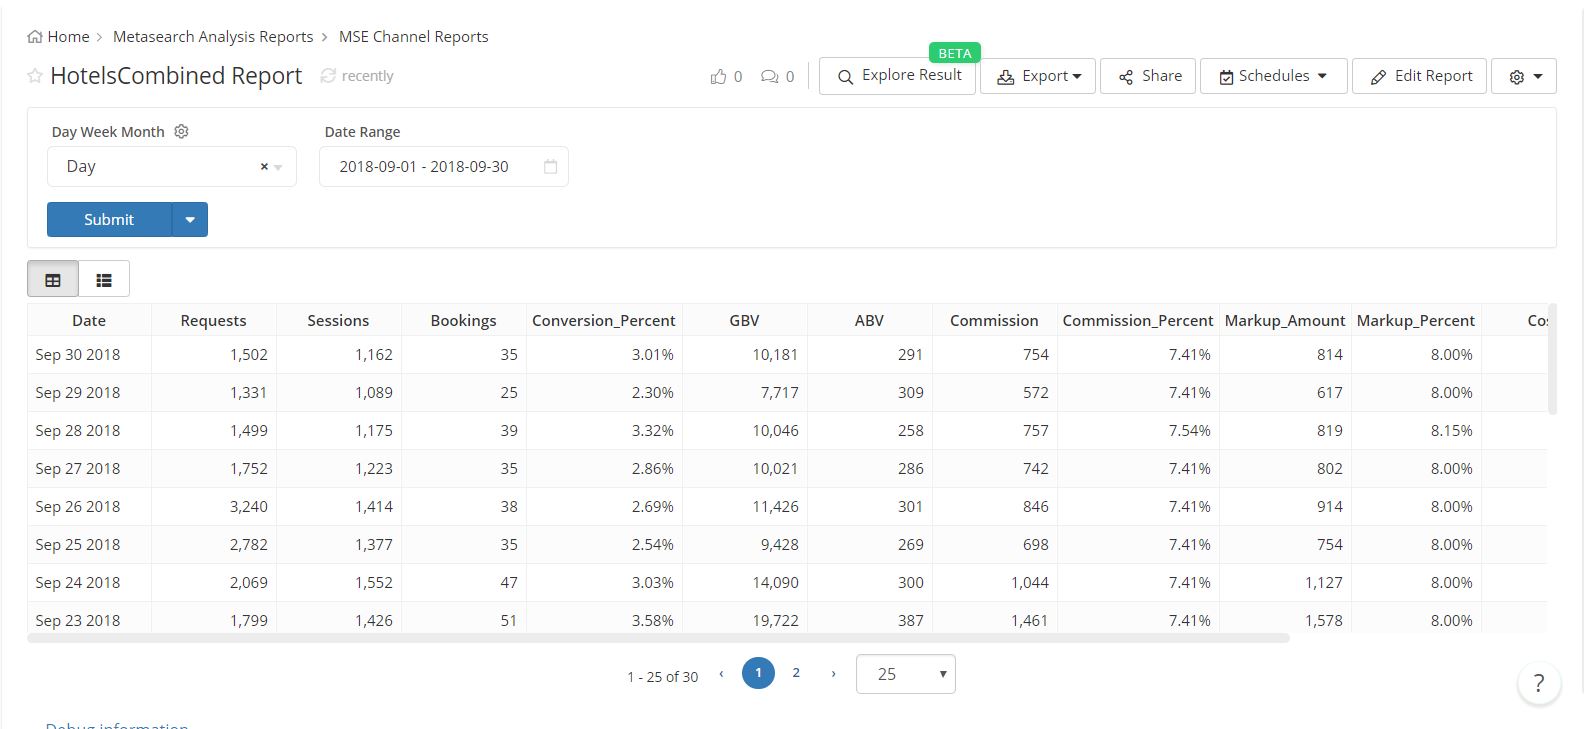 Home > Metasearch Analysis Reports > MSE Channel Reports
HotelsCombined Report recently 0 0 Explore Result BETA Export Share Schedules Edit Report
Day Week Month Date Range
Day × 2018-09-01 - 2018-09-30
Submit
Date Requests Sessions Bookings Conversion_Percent GBV ABV Commission Commission_Percent Markup_Amount Markup_Percent
Sep 30 2018 1,502 1,162 35 3.01% 10,181 291 754 7.41% 814 8.00%
Sep 29 2018 1,331 1,089 25 2.30% 7,717 309 572 7.41% 617 8.00%
Sep 28 2018 1,499 1,175 39 3.32% 10,046 258 757 7.54% 819 8.15%
Sep 27 2018 1,752 1,223 35 2.86% 10,021 286 742 7.41% 802 8.00%
Sep 26 2018 3,240 1,414 38 2.69% 11,426 301 846 7.41% 914 8.00%
Sep 25 2018 2,782 1,377 35 2.54% 9,428 269 698 7.41% 754 8.00%
Sep 24 2018 2,069 1,552 47 3.03% 14,090 300 1,044 7.41% 1,127 8.00%
Sep 23 2018 1,799 1,426 51 3.58% 19,722 387 1,461 7.41% 1,578 8.00%
1 - 25 of 30 ‹ 1 2 › 25
?
Debug information